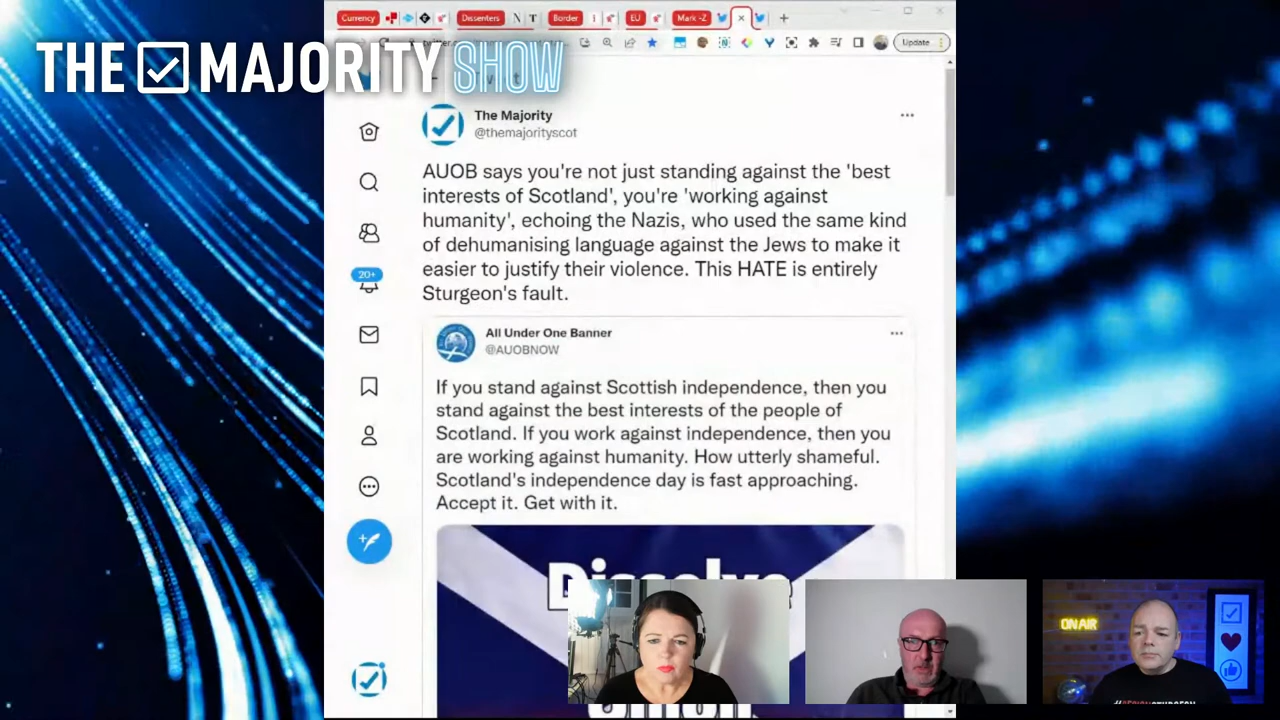 Currency
Dissenters
N
T
Border
EU
Mark -Z
Update
THE MAJORITY SHOW
The Majority
@themajorityscot
AUOB says you're not just standing against the 'best
interests of Scotland', you're 'working against
humanity', echoing the Nazis, who used the same kind
of dehumanising language against the Jews to make it
easier to justify their violence. This HATE is entirely
Sturgeon's fault.
20+
All Under One Banner
@AUOBNOW
If you stand against Scottish independence, then you
stand against the best interests of the people of
Scotland. If you work against independence, then you
are working against humanity. How utterly shameful.
Scotland's independence day is fast approaching.
Accept it. Get with it.
Dissolve
ON AIR